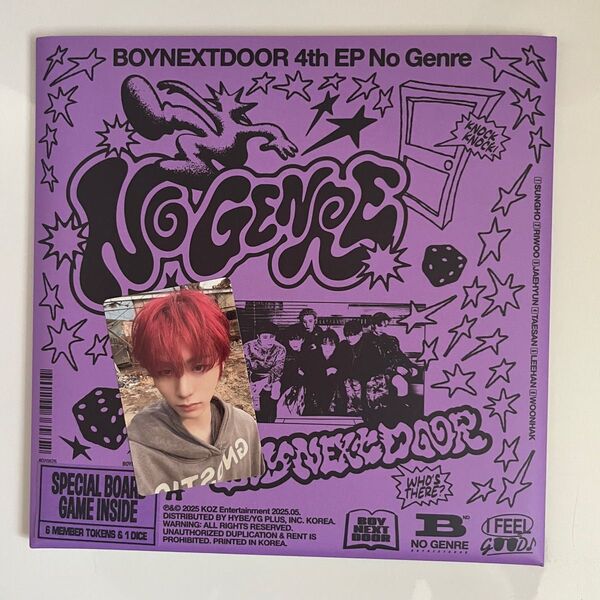 BOYNEXTDOOR 4th EP No Genre
KNOCK
KNOCK!
NO GENRE
SUNGHO RIWOO JAEHYUN TAESAN LEEHAN WOONHAK
BOYNEXTDOOR
WHO'S
THERE?
SPECIAL BOARD
GAME INSIDE
6 MEMBER TOKENS & 1 DICE
℗&© 2025 KOZ Entertainment 2025.05.
DISTRIBUTED BY HYBE/YG PLUS, INC. KOREA.
WARNING: ALL RIGHTS RESERVED.
UNAUTHORIZED DUPLICATION & RENT IS
PROHIBITED. PRINTED IN KOREA.
BOY
NEXT
DOOR
B ND
NO GENRE
I FEEL
GOOD